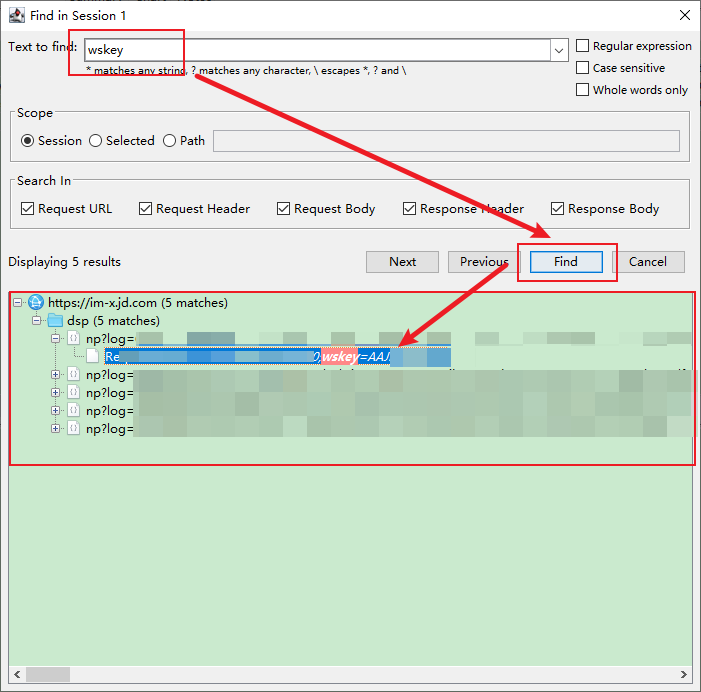 Find in Session 1
Text to find: wskey
* matches any string, ? matches any character, \ escapes *, ? and \
Regular expression
Case sensitive
Whole words only
Scope
Session Selected Path
Search In
Request URL Request Header Request Body Response Header Response Body
Displaying 5 results
Next Previous Find Cancel
https://im-x.jd.com (5 matches)
dsp (5 matches)
np?log=
wskey=AAJ
np?log=
np?log=
np?log=
np?log=